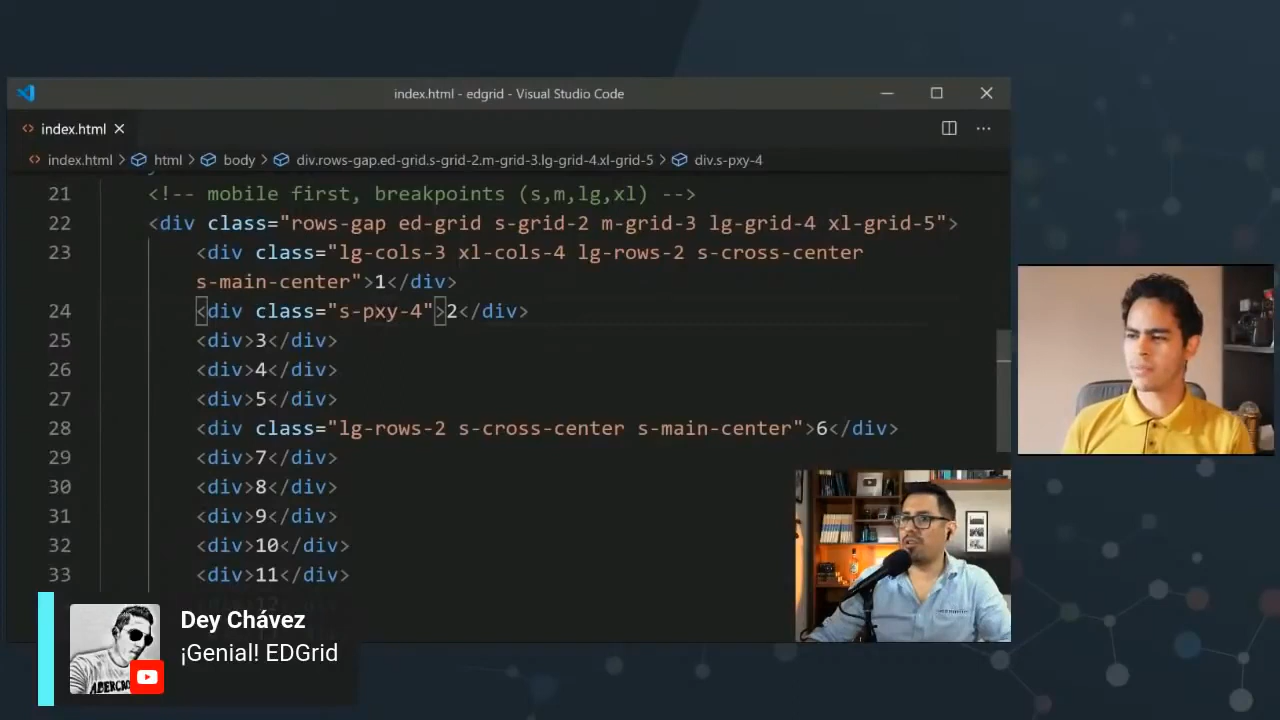 index.html - edgrid - Visual Studio Code
index.html
index.html > html > body > div.rows-gap.ed-grid.s-grid-2.m-grid-3.lg-grid-4.xl-grid-5 > div.s-pxy-4
21 <!-- mobile first, breakpoints (s,m,lg,xl) -->
22 <div class="rows-gap ed-grid s-grid-2 m-grid-3 lg-grid-4 xl-grid-5">
23 <div class="lg-cols-3 xl-cols-4 lg-rows-2 s-cross-center
s-main-center">1</div>
24 <div class="s-pxy-4">2</div>
25 <div>3</div>
26 <div>4</div>
27 <div>5</div>
28 <div class="lg-rows-2 s-cross-center s-main-center">6</div>
29 <div>7</div>
30 <div>8</div>
31 <div>9</div>
32 <div>10</div>
33 <div>11</div>
Dey Chávez
¡Genial! EDGrid